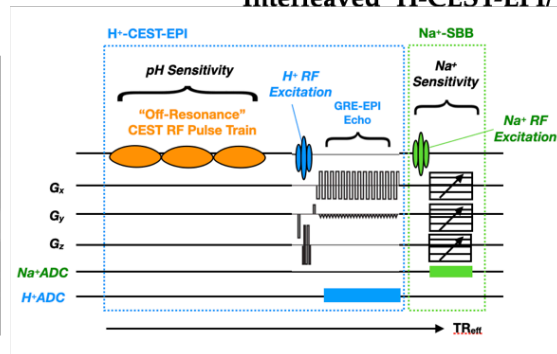 H⁺-CEST-EPI
Na⁺-SBB
pH Sensitivity
H⁺ RF
Excitation
Na⁺
Sensitivity
"Off-Resonance"
CEST RF Pulse Train
GRE-EPI
Echo
Na⁺ RF
Excitation
Gx
Gy
Gz
Na⁺ADC
H⁺ADC
TReff